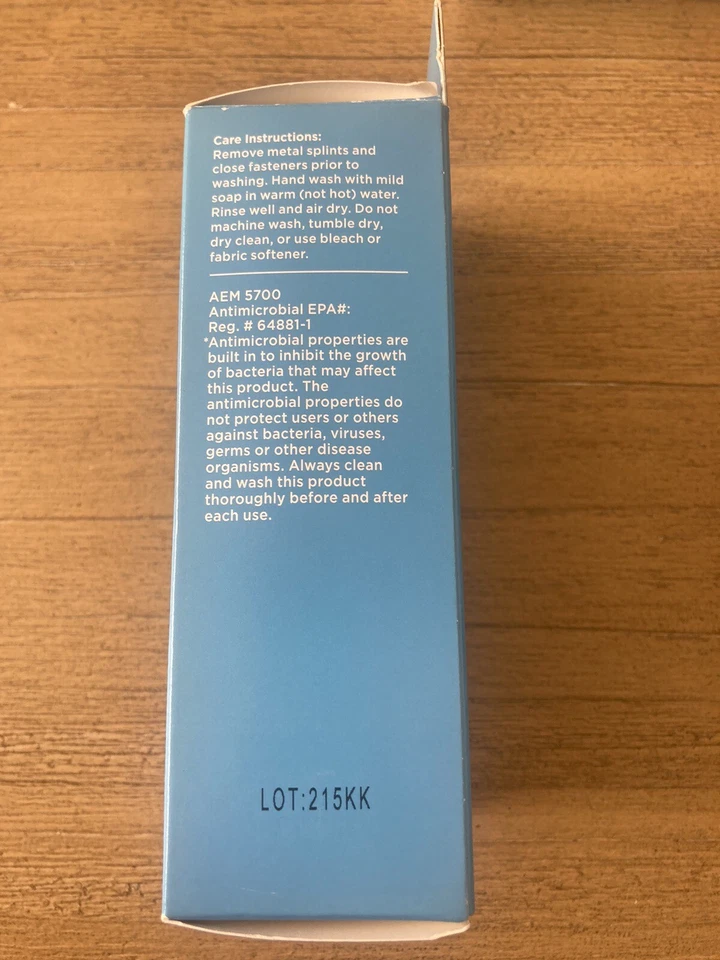 Care Instructions:
Remove metal splints and
close fasteners prior to
washing. Hand wash with mild
soap in warm (not hot) water.
Rinse well and air dry. Do not
machine wash, tumble dry,
dry clean, or use bleach or
fabric softener.
AEM 5700
Antimicrobial EPA#:
Reg. # 64881-1
*Antimicrobial properties are
built in to inhibit the growth
of bacteria that may affect
this product. The
antimicrobial properties do
not protect users or others
against bacteria, viruses,
germs or other disease
organisms. Always clean
and wash this product
thoroughly before and after
each use.
LOT:215KK